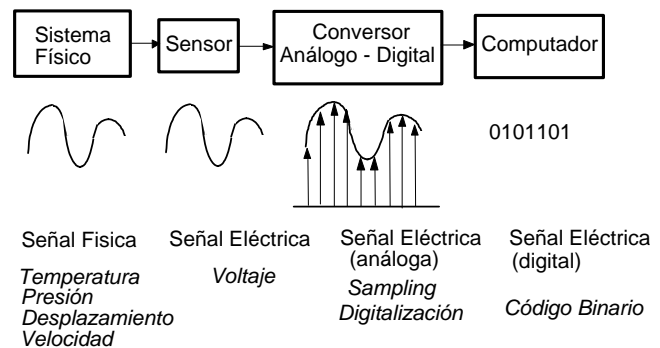 Sistema
Físico
Sensor
Conversor
Análogo - Digital
Computador
0101101
Señal Fisica
Temperatura
Presión
Desplazamiento
Velocidad
Señal Eléctrica
Voltaje
Señal Eléctrica
(análoga)
Sampling
Digitalización
Señal Eléctrica
(digital)
Código Binario